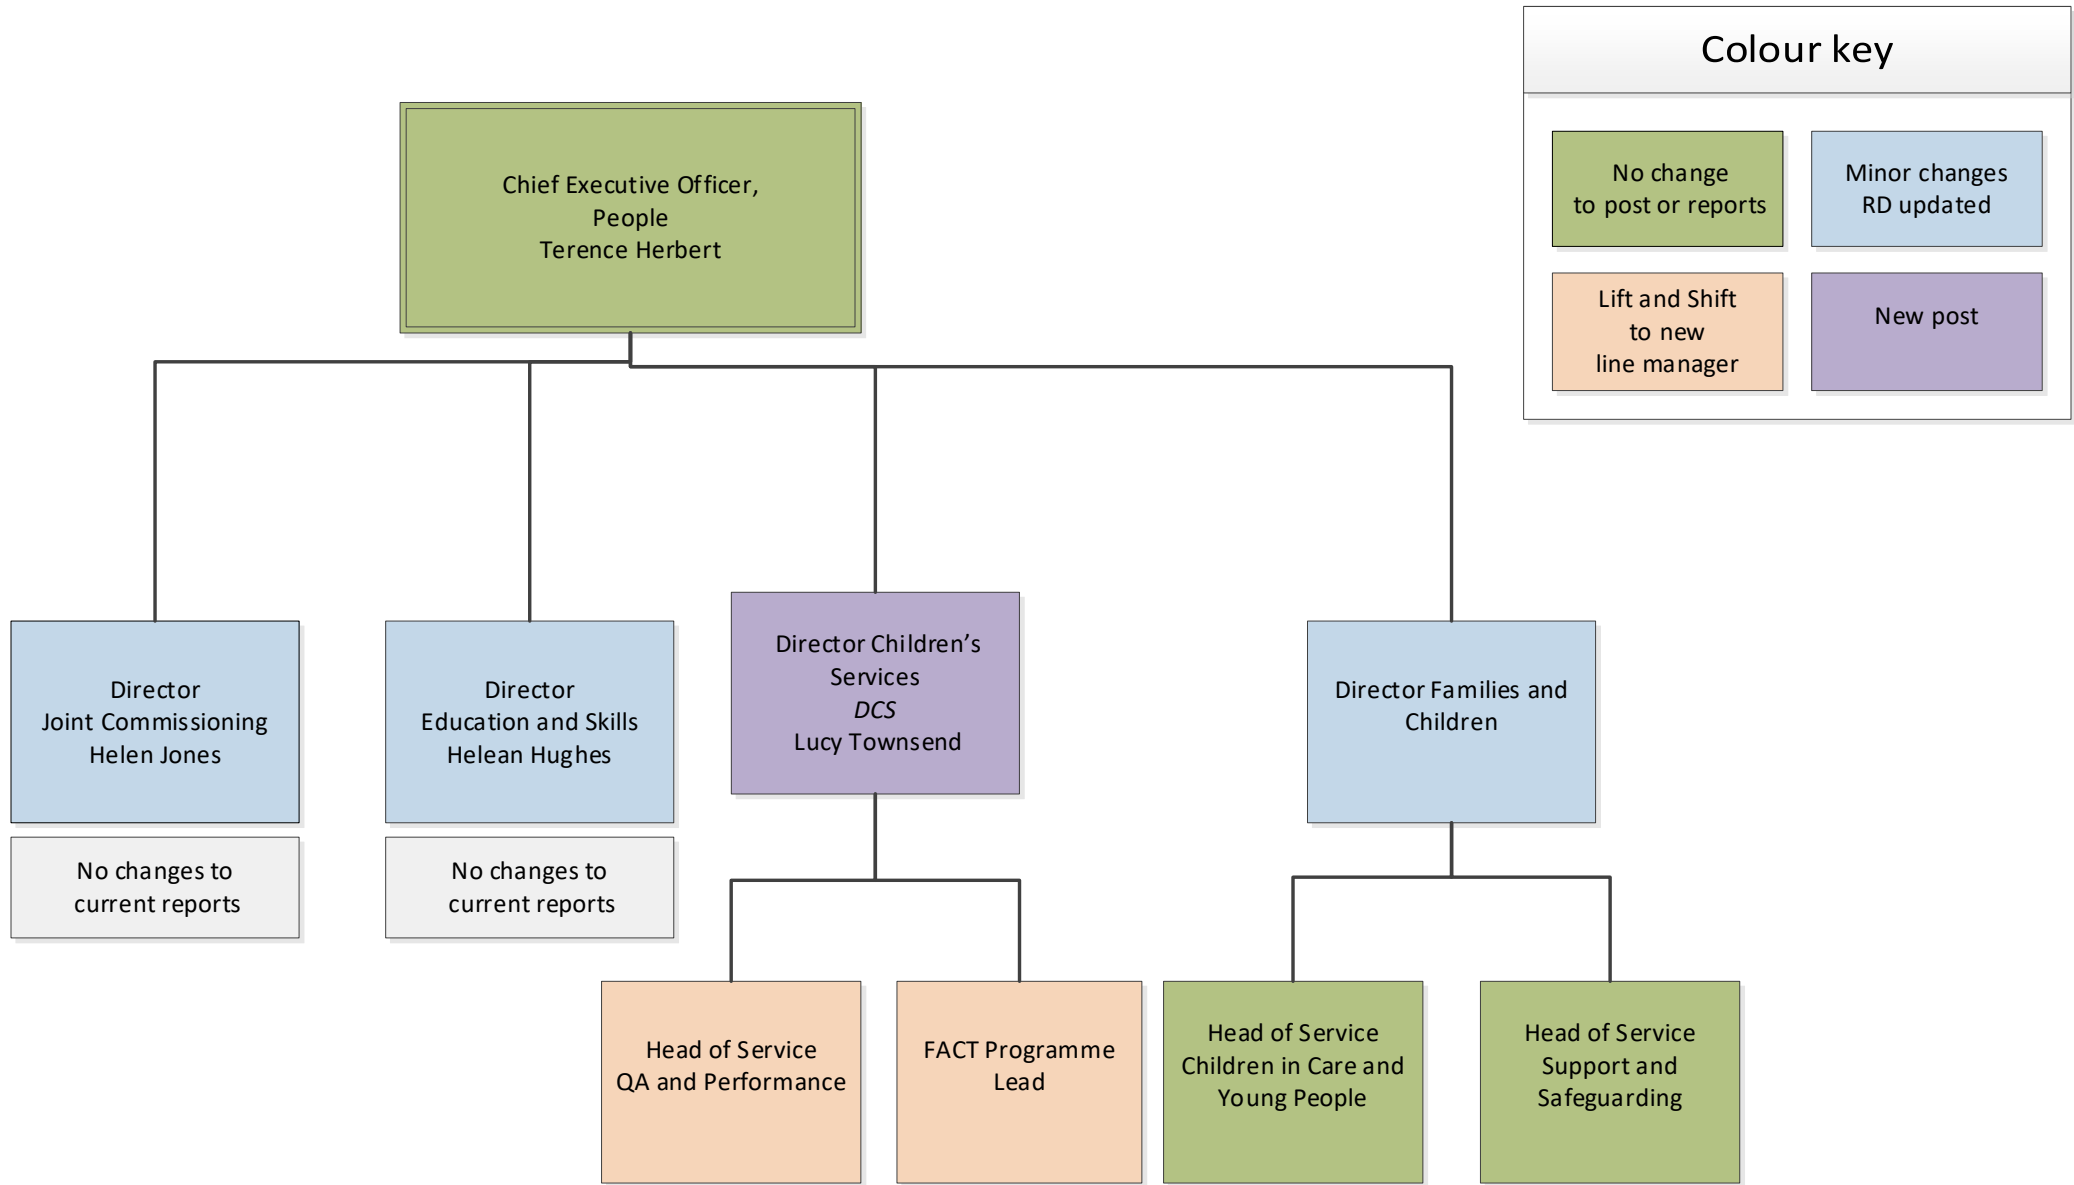 Colour key
No change
to post or reports
Minor changes
RD updated
Lift and Shift
to new
line manager
New post
Chief Executive Officer,
People
Terence Herbert
Director
Joint Commissioning
Helen Jones
No changes to
current reports
Director
Education and Skills
Helean Hughes
No changes to
current reports
Director Children’s
Services
DCS
Lucy Townsend
Director Families and
Children
Head of Service
QA and Performance
FACT Programme
Lead
Head of Service
Children in Care and
Young People
Head of Service
Support and
Safeguarding